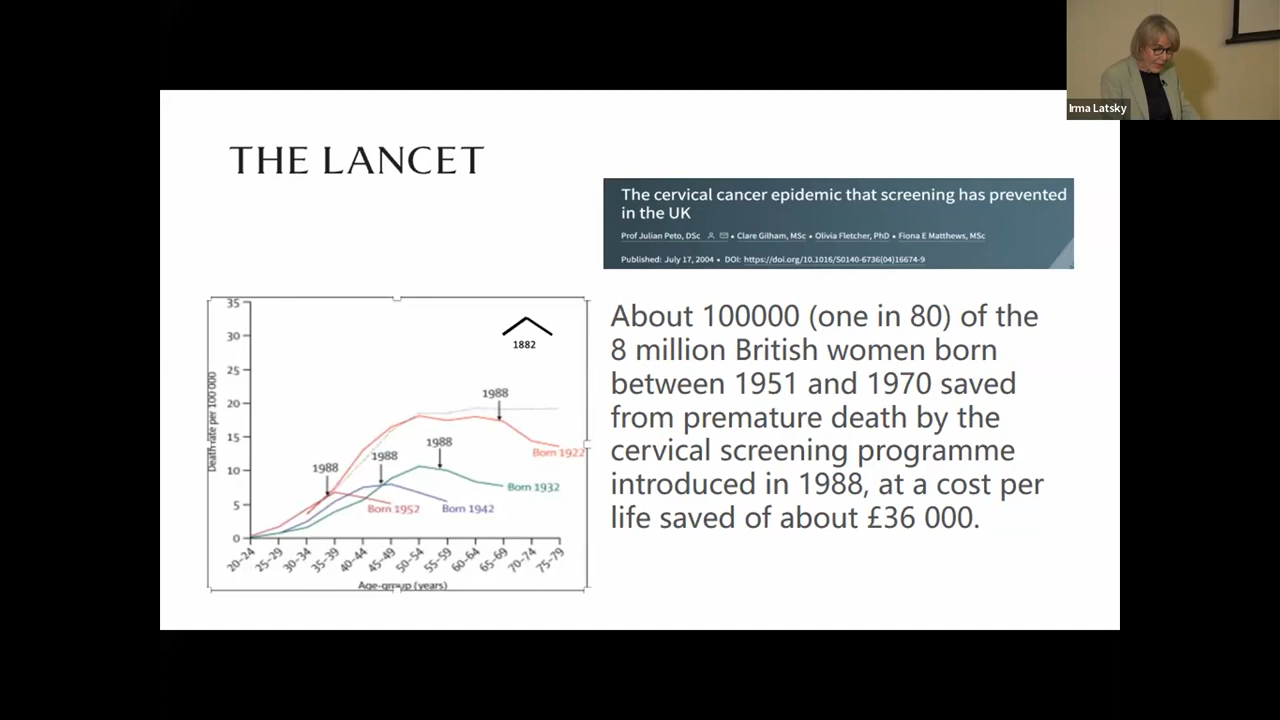 Irma Latsky
THE LANCET
The cervical cancer epidemic that screening has prevented
in the UK
Prof Julian Peto, DSc • Clare Gilham, MSc • Olivia Fletcher, PhD • Fiona E Matthews, MSc
Published: July 17, 2004 • DOI: https://doi.org/10.1016/S0140-6736(04)16674-9
About 100000 (one in 80) of the
8 million British women born
between 1951 and 1970 saved
from premature death by the
cervical screening programme
introduced in 1988, at a cost per
life saved of about £36 000.
Death rate per 100 000
35
30
25
20
15
10
5
0
1882
1988
1988
1988
1988
Born 1922
Born 1932
Born 1952
Born 1942
20–24
25–29
30–34
35–39
40–44
45–49
50–54
55–59
60–64
65–69
70–74
75–79
Age-group (years)